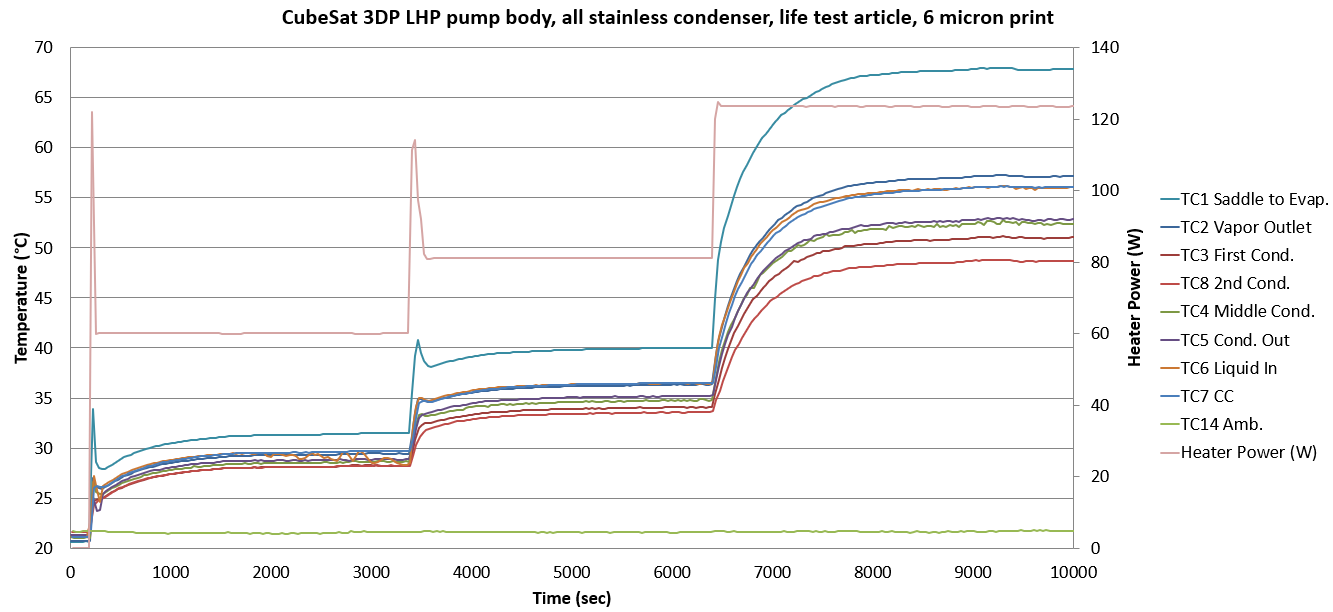 CubeSat 3DP LHP pump body, all stainless condenser, life test article, 6 micron print
70
65
60
55
50
45
40
35
30
25
20
Temperature (°C)
140
120
100
80
60
40
20
0
Heater Power (W)
0 1000 2000 3000 4000 5000 6000 7000 8000 9000 10000
Time (sec)
TC1 Saddle to Evap.
TC2 Vapor Outlet
TC3 First Cond.
TC8 2nd Cond.
TC4 Middle Cond.
TC5 Cond. Out
TC6 Liquid In
TC7 CC
TC14 Amb.
Heater Power (W)